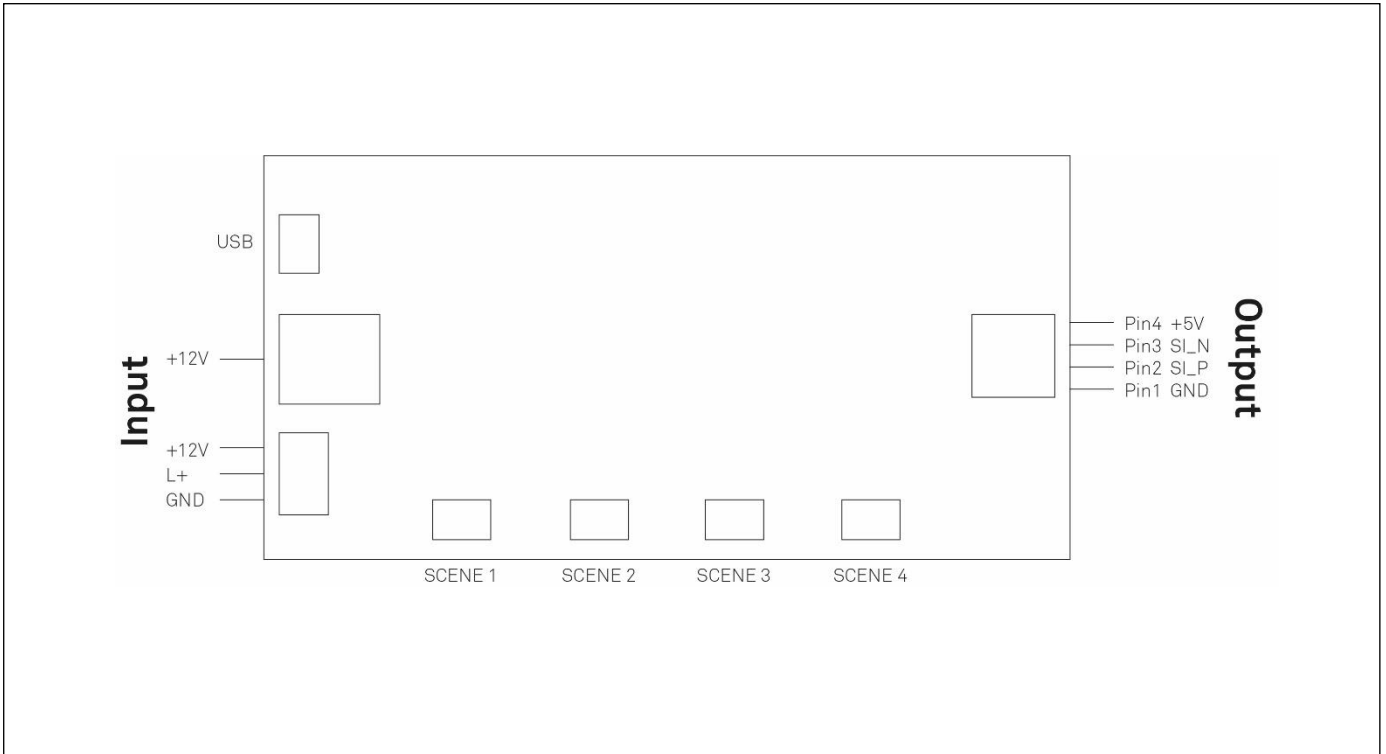 USB
Input
+12V
+12V
L+
GND
SCENE 1
SCENE 2
SCENE 3
SCENE 4
Pin4 +5V
Pin3 SI_N
Pin2 SI_P
Pin1 GND
Output